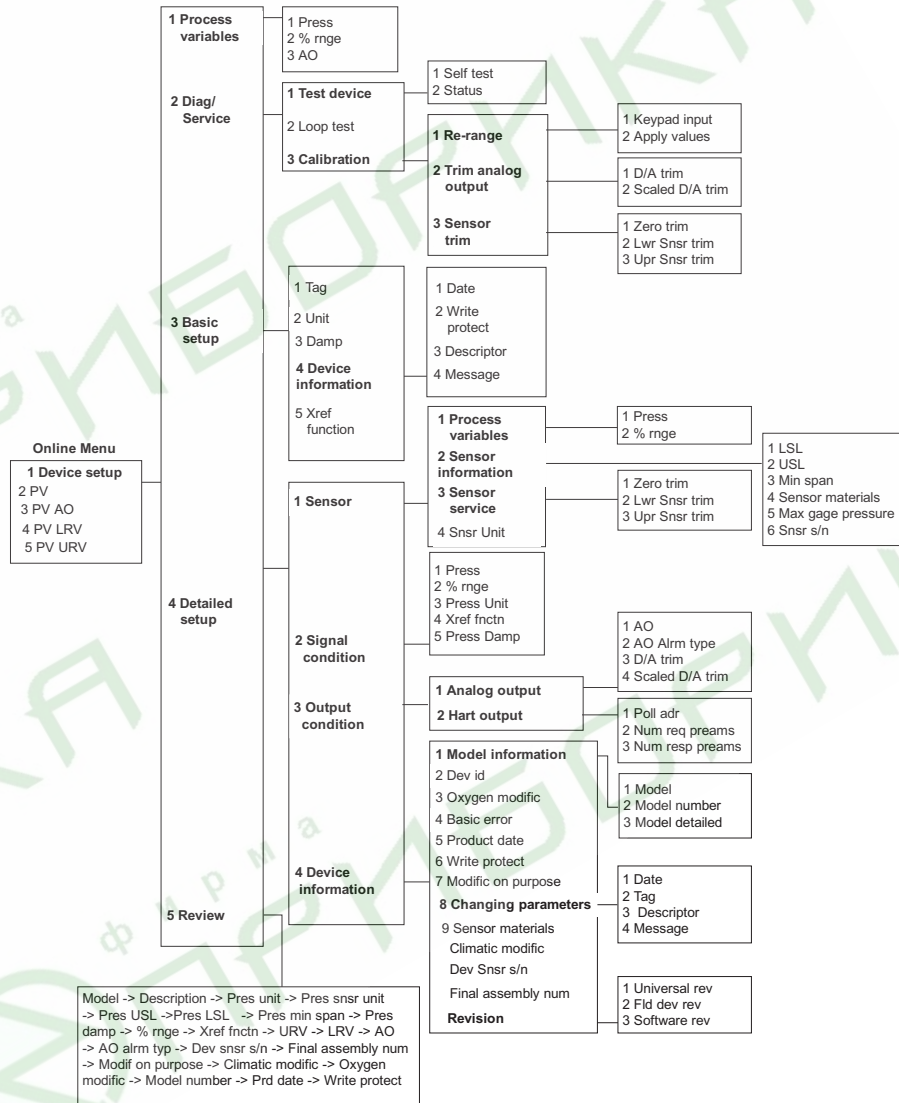 1 Process
variables
1 Press
2 % rnge
3 AO
2 Diag/
Service
1 Test device
2 Loop test
3 Calibration
1 Self test
2 Status
1 Re-range
2 Trim analog
output
3 Sensor
trim
1 Keypad input
2 Apply values
1 D/A trim
2 Scaled D/A trim
1 Zero trim
2 Lwr Snsr trim
3 Upr Snsr trim
3 Basic
setup
1 Tag
2 Unit
3 Damp
4 Device
information
5 Xref
function
1 Date
2 Write
protect
3 Descriptor
4 Message
Online Menu
1 Device setup
2 PV
3 PV AO
4 PV LRV
5 PV URV
4 Detailed
setup
1 Sensor
1 Process
variables
2 Sensor
information
3 Sensor
service
4 Snsr Unit
1 Press
2 % rnge
1 LSL
2 USL
3 Min span
4 Sensor materials
5 Max gage pressure
6 Snsr s/n
1 Zero trim
2 Lwr Snsr trim
3 Upr Snsr trim
2 Signal
condition
1 Press
2 % rnge
3 Press Unit
4 Xref fnctn
5 Press Damp
3 Output
condition
1 Analog output
2 Hart output
1 AO
2 AO Alrm type
3 D/A trim
4 Scaled D/A trim
1 Poll adr
2 Num req preams
3 Num resp preams
4 Device
information
1 Model information
2 Dev id
3 Oxygen modific
4 Basic error
5 Product date
6 Write protect
7 Modific on purpose
8 Changing parameters
9 Sensor materials
Climatic modific
Dev Snsr s/n
Final assembly num
Revision
1 Model
2 Model number
3 Model detailed
1 Date
2 Tag
3 Descriptor
4 Message
1 Universal rev
2 Fld dev rev
3 Software rev
5 Review
Model -> Description -> Pres unit -> Pres snsr unit
-> Pres USL ->Pres LSL -> Pres min span -> Pres
damp -> % rnge -> Xref fnctn -> URV -> LRV -> AO
-> AO alrm typ -> Dev snsr s/n -> Final assembly num
-> Modif on purpose -> Climatic modific -> Oxygen
modific -> Model number -> Prd date -> Write protect
фирма